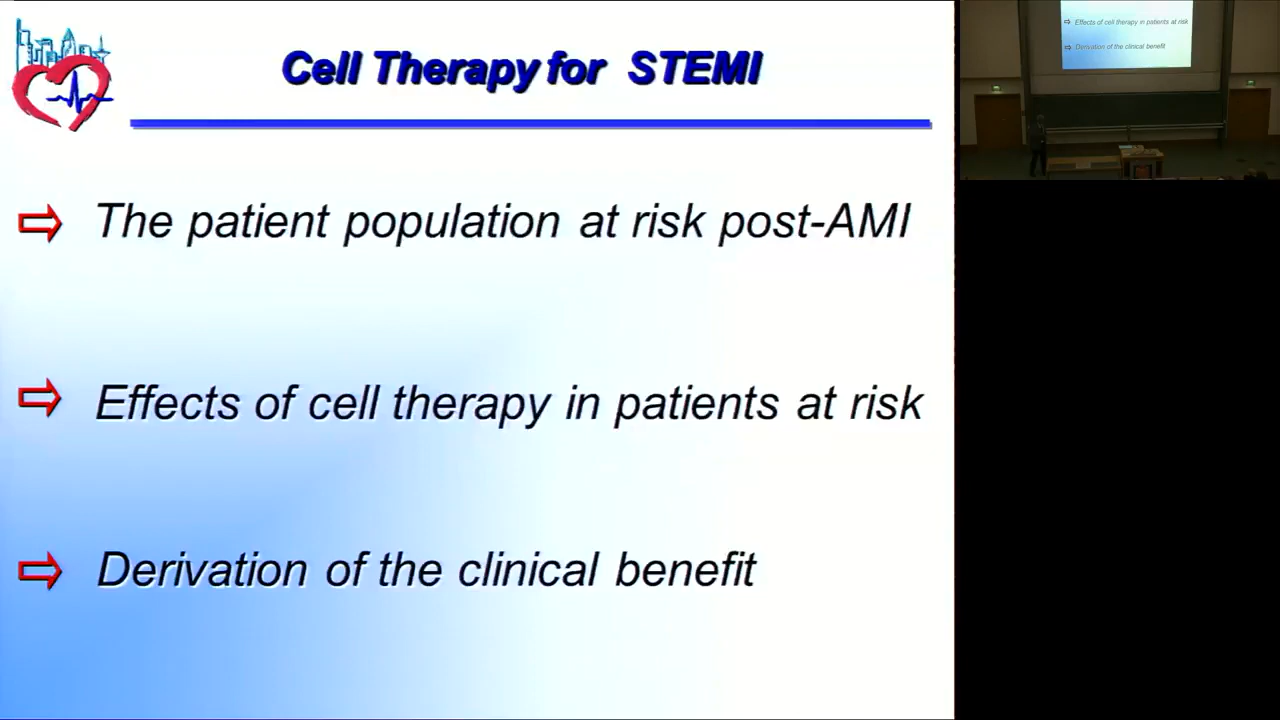 Cell Therapy for STEMI
The patient population at risk post-AMI
Effects of cell therapy in patients at risk
Derivation of the clinical benefit
Effects of cell therapy in patients at risk
Derivation of the clinical benefit